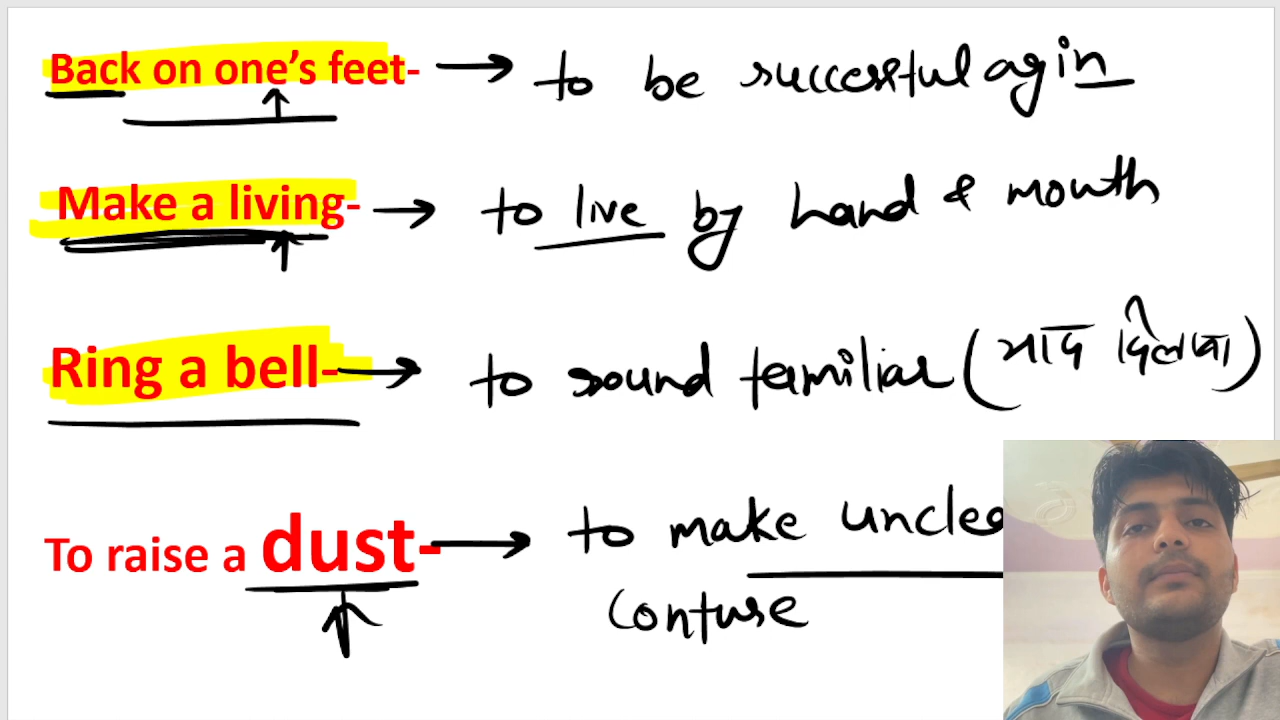 Back on one's feet- → to be successful agin
Make a living- → to live by hand & mouth
Ring a bell- → to sound familiar (याद दिलाना)
To raise a dust- → to make unclea
confuse